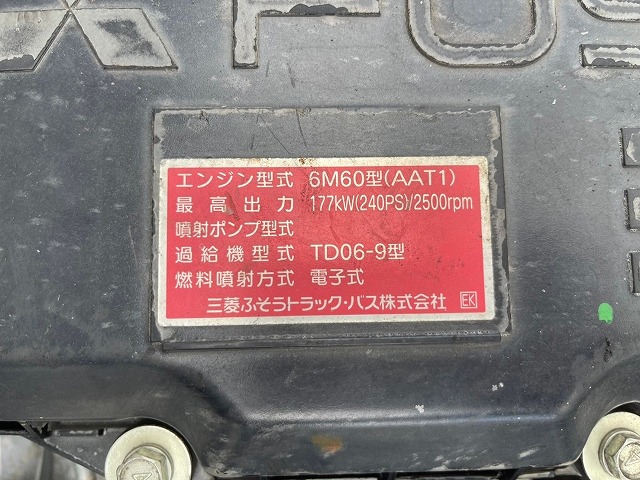 FUSO
エンジン型式 6M60型(AAT1)
最高出力 177kW(240PS)/2500rpm
噴射ポンプ型式
過給機型式 TD06-9型
燃料噴射方式 電子式
三菱ふそうトラック・バス株式会社 EK